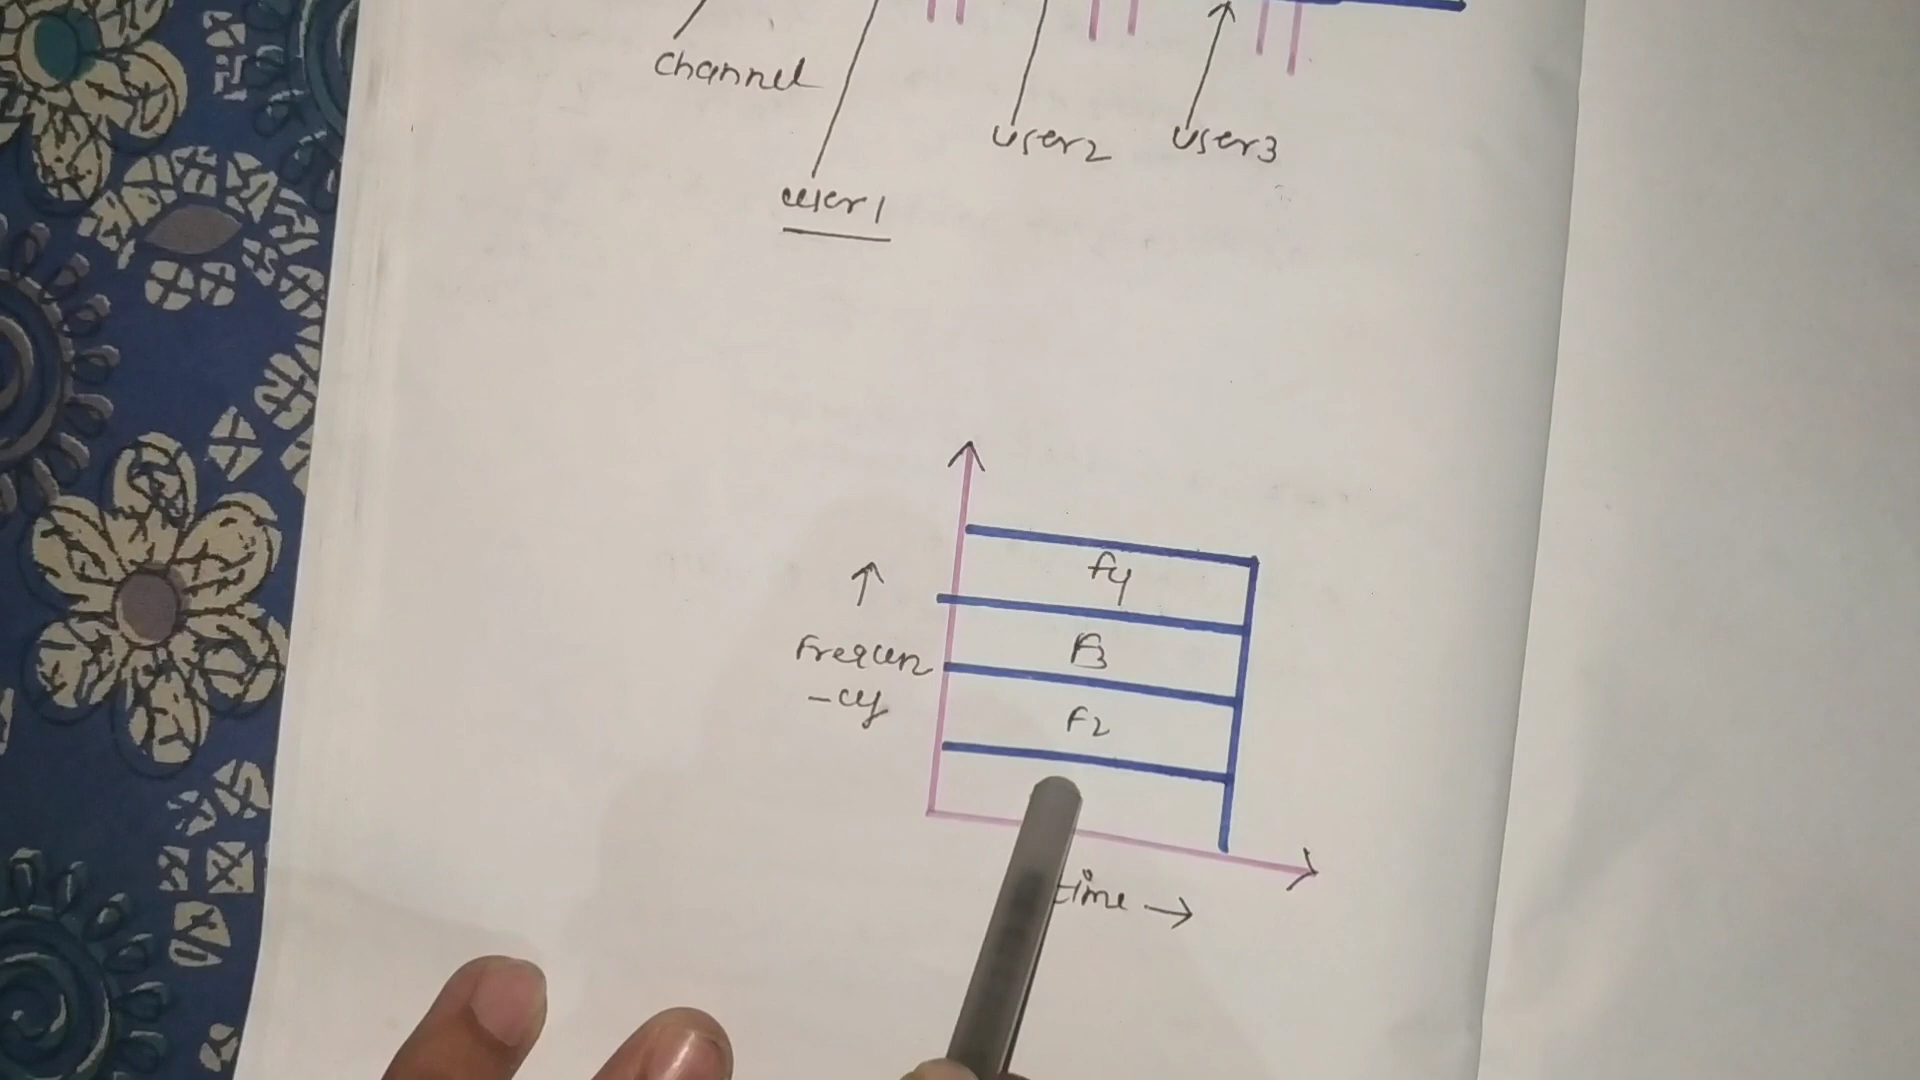 channel
user2 user3
user1
f4
F3
F2
Frequen
-cy
time